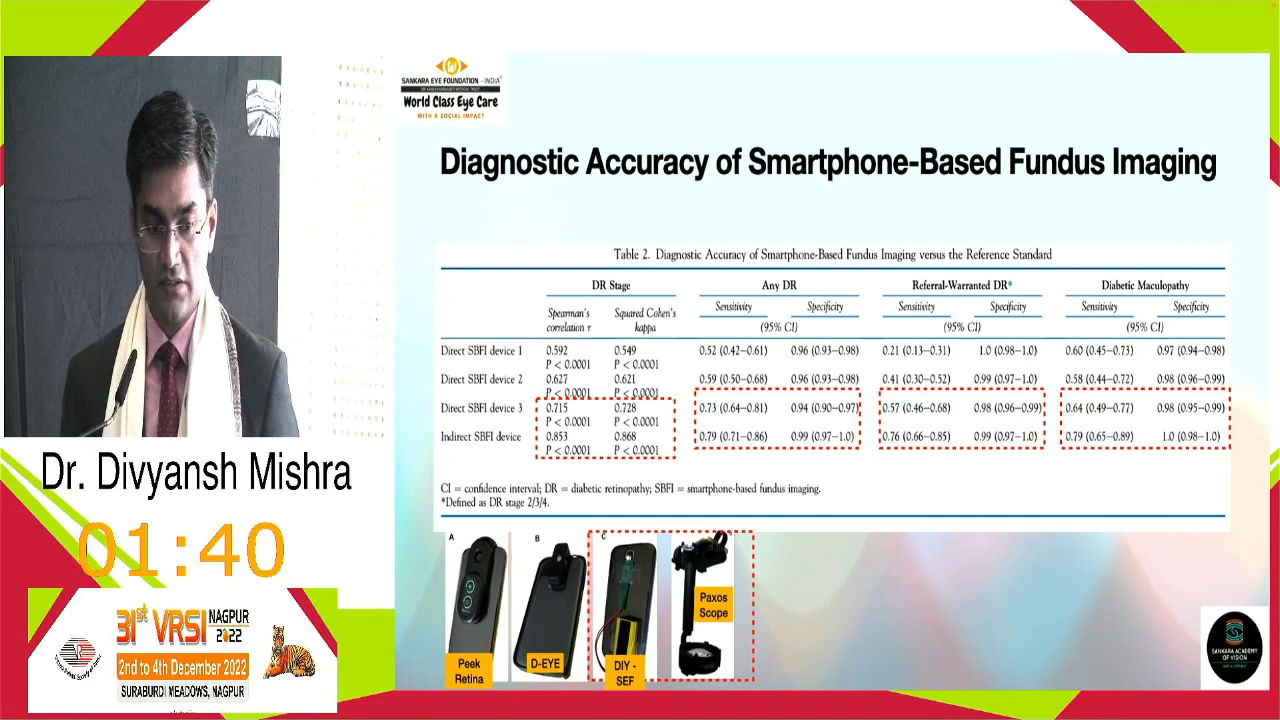 SANKARA EYE FOUNDATION - INDIA
World Class Eye Care
WITH A SOCIAL IMPACT
Diagnostic Accuracy of Smartphone-Based Fundus Imaging
Table 2. Diagnostic Accuracy of Smartphone-Based Fundus Imaging versus the Reference Standard
DR Stage Any DR Referral-Warranted DR* Diabetic Maculopathy
Spearman's correlation r Squared Cohen's kappa Sensitivity Specificity Sensitivity Specificity Sensitivity Specificity
(95% CI) (95% CI) (95% CI)
Direct SBFI device 1 0.592 0.549 0.52 (0.42–0.61) 0.96 (0.93–0.98) 0.21 (0.13–0.31) 1.0 (0.98–1.0) 0.60 (0.45–0.73) 0.97 (0.94–0.98)
P < 0.0001 P < 0.0001
Direct SBFI device 2 0.627 0.621 0.59 (0.50–0.68) 0.96 (0.93–0.98) 0.41 (0.30–0.52) 0.99 (0.97–1.0) 0.58 (0.44–0.72) 0.98 (0.96–0.99)
P < 0.0001 P < 0.0001
Direct SBFI device 3 0.715 0.728 0.73 (0.64–0.81) 0.94 (0.90–0.97) 0.57 (0.46–0.68) 0.98 (0.96–0.99) 0.64 (0.49–0.77) 0.98 (0.95–0.99)
P < 0.0001 P < 0.0001
Indirect SBFI device 0.853 0.868 0.79 (0.71–0.86) 0.99 (0.97–1.0) 0.76 (0.66–0.85) 0.99 (0.97–1.0) 0.79 (0.65–0.89) 1.0 (0.98–1.0)
P < 0.0001 P < 0.0001
CI = confidence interval; DR = diabetic retinopathy; SBFI = smartphone-based fundus imaging.
*Defined as DR stage 2/3/4.
A B C
Peek Retina
D-EYE
DIY - SEF
Paxos Scope
Dr. Divyansh Mishra
01:40
31st VRSI NAGPUR 2022
2nd to 4th December 2022
SURABURDI MEADOWS, NAGPUR
SANKARA ACADEMY
OF VISION